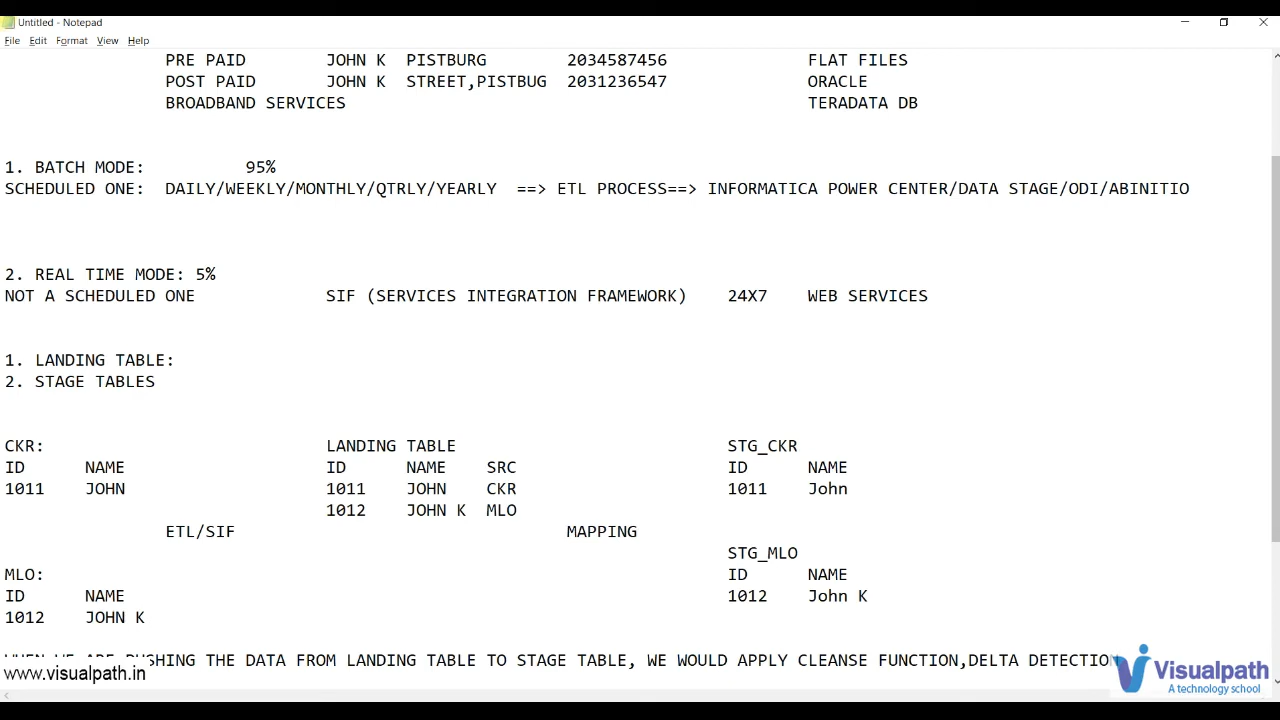 Untitled - Notepad
File Edit Format View Help
PRE PAID JOHN K PISTBURG 2034587456 FLAT FILES
POST PAID JOHN K STREET,PISTBUG 2031236547 ORACLE
BROADBAND SERVICES TERADATA DB
1. BATCH MODE: 95%
SCHEDULED ONE: DAILY/WEEKLY/MONTHLY/QTRLY/YEARLY ==> ETL PROCESS==> INFORMATICA POWER CENTER/DATA STAGE/ODI/ABINITIO
2. REAL TIME MODE: 5%
NOT A SCHEDULED ONE SIF (SERVICES INTEGRATION FRAMEWORK) 24X7 WEB SERVICES
1. LANDING TABLE:
2. STAGE TABLES
CKR: LANDING TABLE STG_CKR
ID NAME ID NAME SRC ID NAME
1011 JOHN 1011 JOHN CKR 1011 John
1012 JOHN K MLO
ETL/SIF MAPPING
STG_MLO
MLO: ID NAME
ID NAME 1012 John K
1012 JOHN K
WHEN WE ARE PUSHING THE DATA FROM LANDING TABLE TO STAGE TABLE, WE WOULD APPLY CLEANSE FUNCTION,DELTA DETECTION
www.visualpath.in
Visualpath
A technology school